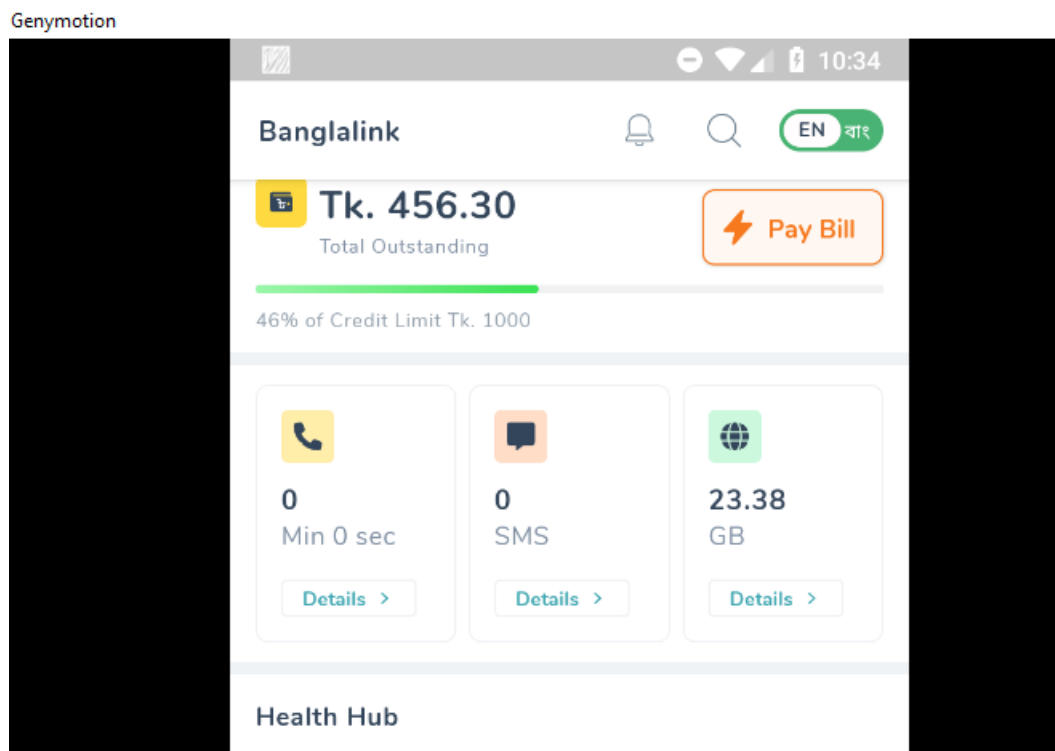 Genymotion
10:34
Banglalink
EN বাং
Tk. 456.30
Total Outstanding
Pay Bill
46% of Credit Limit Tk. 1000
0
Min 0 sec
Details >
0
SMS
Details >
23.38
GB
Details >
Health Hub